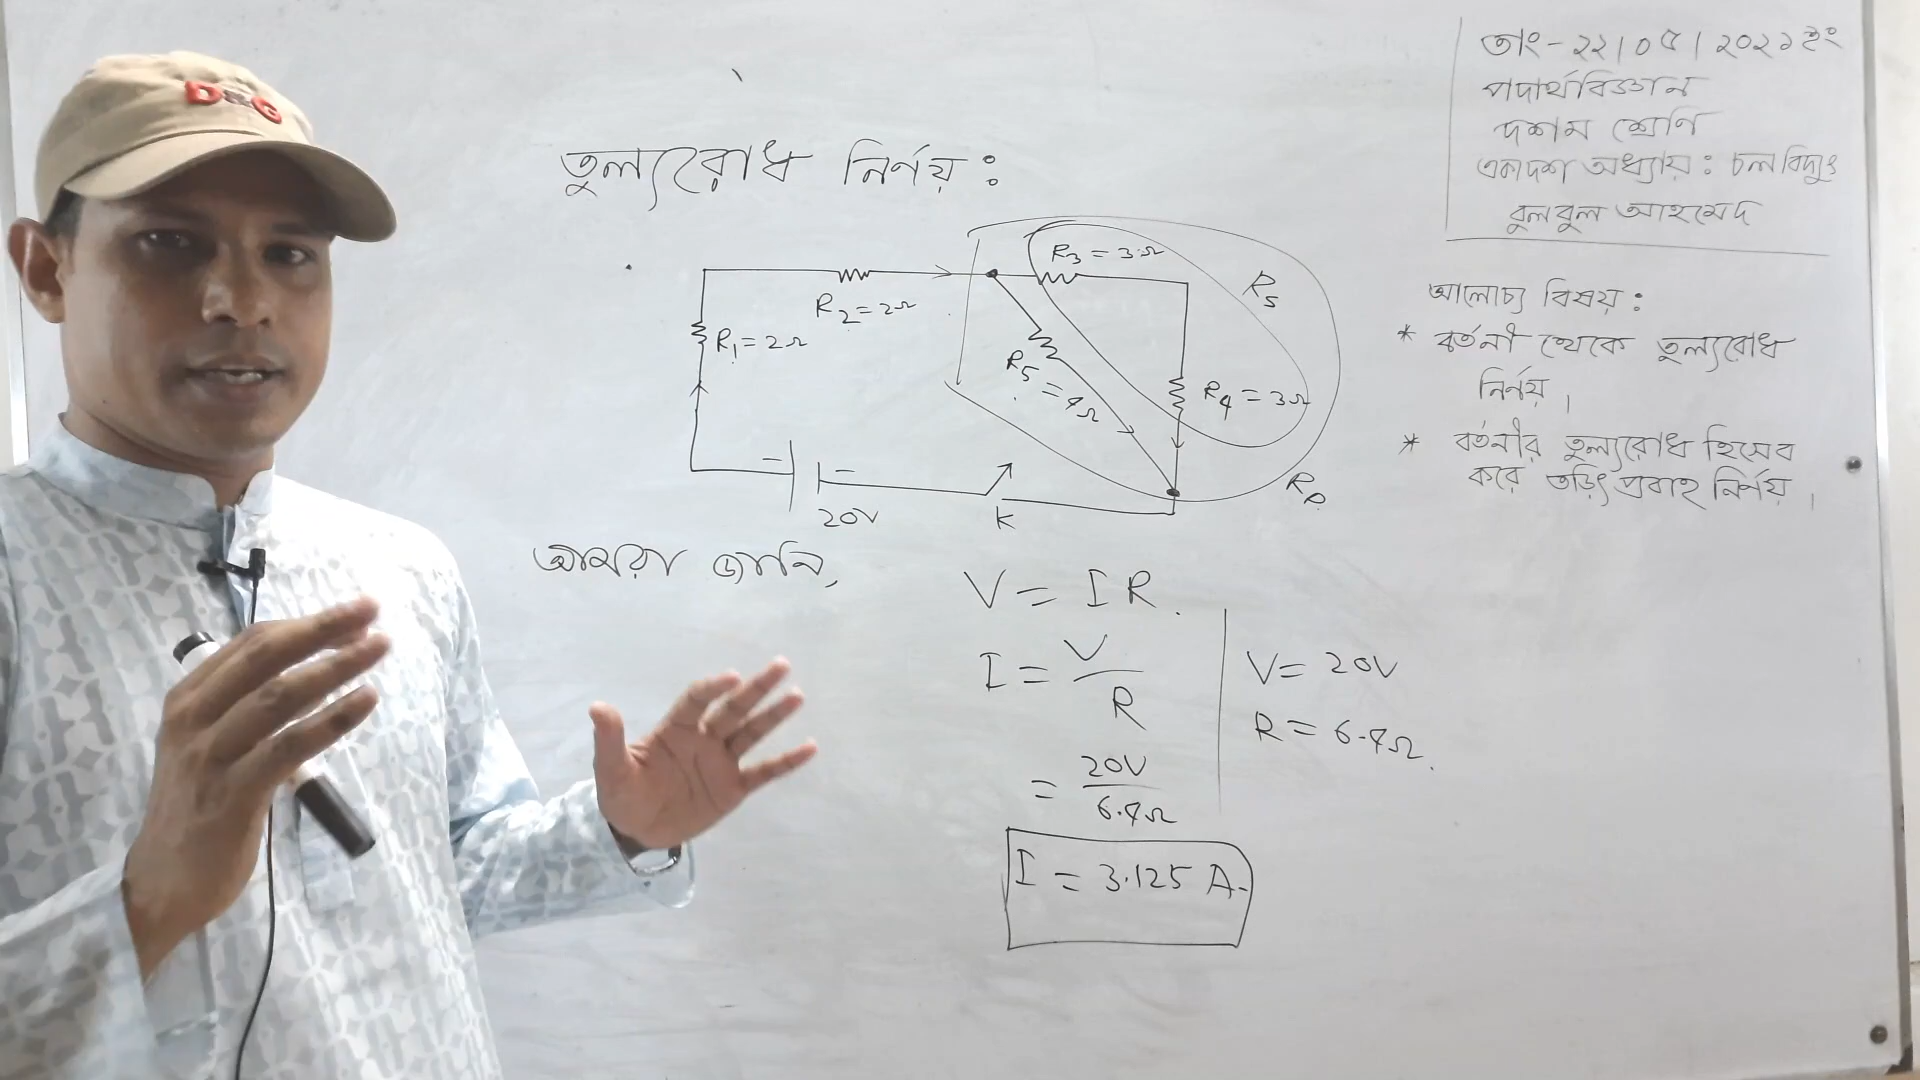 তাং-২২/০৫/২০২১ইং
পদার্থবিজ্ঞান
দশম শ্রেণি
একাদশ অধ্যায়: চলবিদ্যুৎ
বুলবুল আহমেদ
D&G
তুল্যরোধ নির্ণয়:
R3 = 3Ω
RS
R2 = 2Ω
R1 = 2Ω
R5 = 4Ω
R4 = 3Ω
RP
20V
K
আমরা জানি,
V = IR.
I = V/R
= 20V/6.4Ω
I = 3.125 A.
V = 20V
R = 6.4Ω.
আলোচ্য বিষয়:
* বর্তনী থেকে তুল্যরোধ
নির্ণয়।
* বর্তনীর তুল্যরোধ হিসেব
করে তড়িৎ প্রবাহ নির্ণয়।